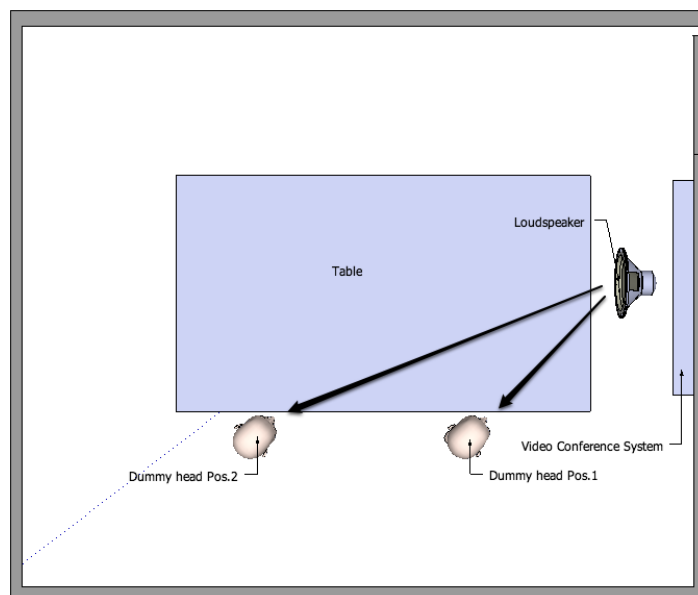 Loudspeaker
Table
Video Conference System
Dummy head Pos.2
Dummy head Pos.1